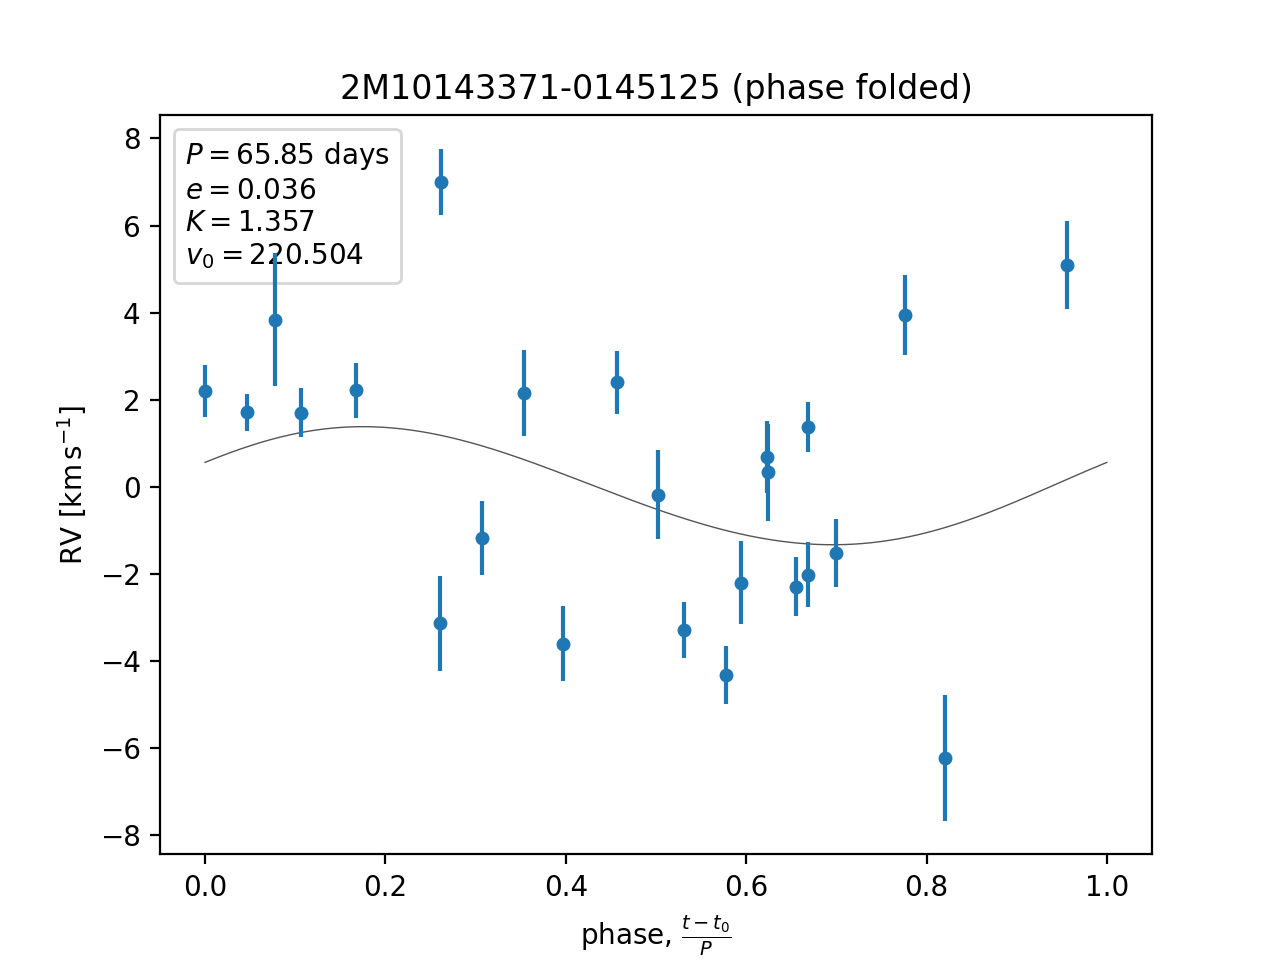 2M10143371-0145125 (phase folded)
P = 65.85 days
e = 0.036
K = 1.357
v₀ = 220.504
8
6
4
2
0
−2
−4
−6
−8
RV [km s⁻¹]
0.0 0.2 0.4 0.6 0.8 1.0
phase, (t − t₀)/P